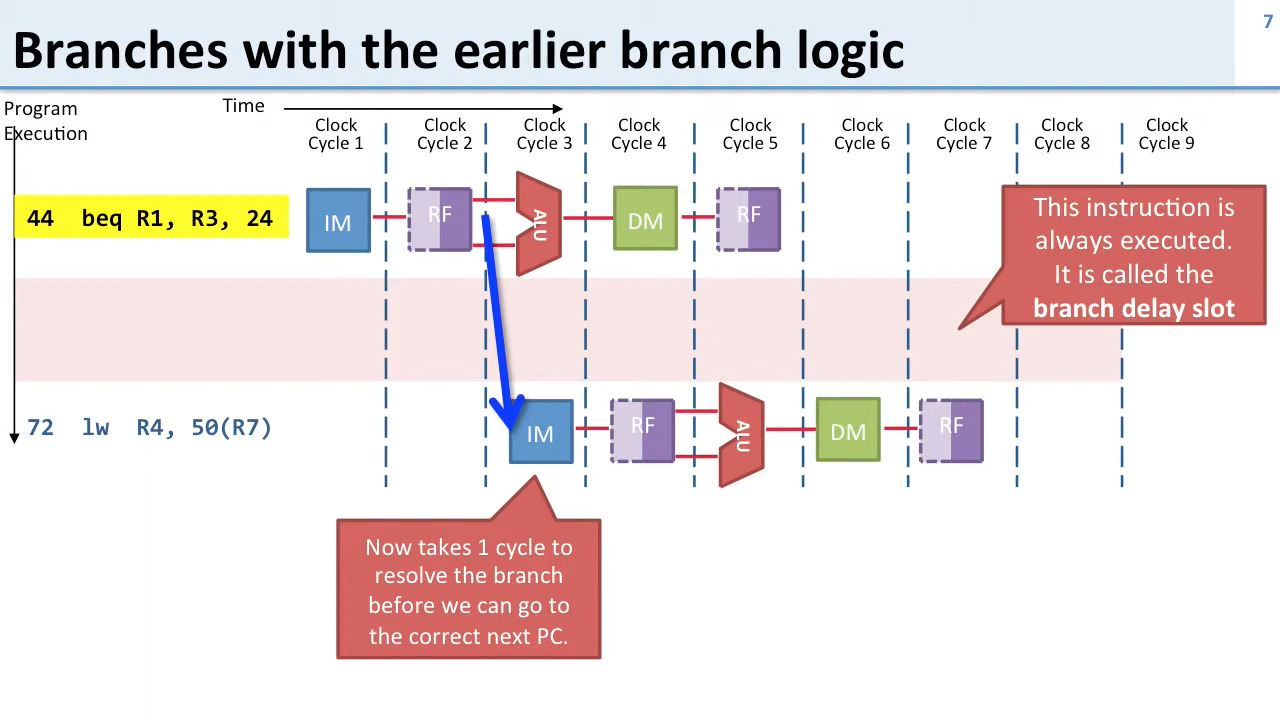 7
Branches with the earlier branch logic
Program
Execution
Time
Clock
Cycle 1
Clock
Cycle 2
Clock
Cycle 3
Clock
Cycle 4
Clock
Cycle 5
Clock
Cycle 6
Clock
Cycle 7
Clock
Cycle 8
Clock
Cycle 9
44 beq R1, R3, 24
IM
RF
ALU
DM
RF
This instruction is
always executed.
It is called the
branch delay slot
72 lw R4, 50(R7)
IM
RF
ALU
DM
RF
Now takes 1 cycle to
resolve the branch
before we can go to
the correct next PC.